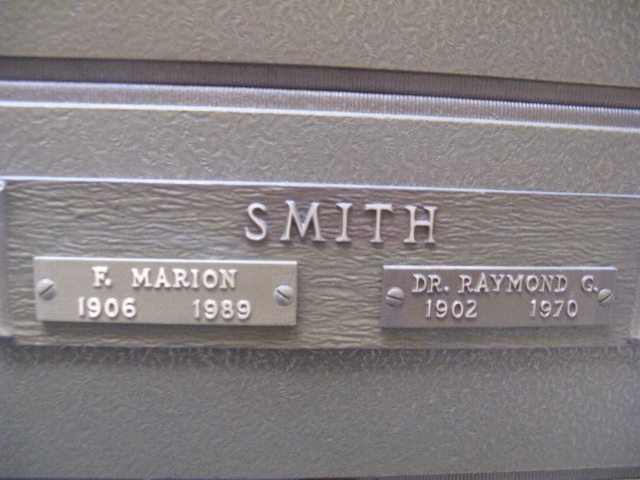 SMITH
F. MARION
1906 1989
DR. RAYMOND G.
1902 1970